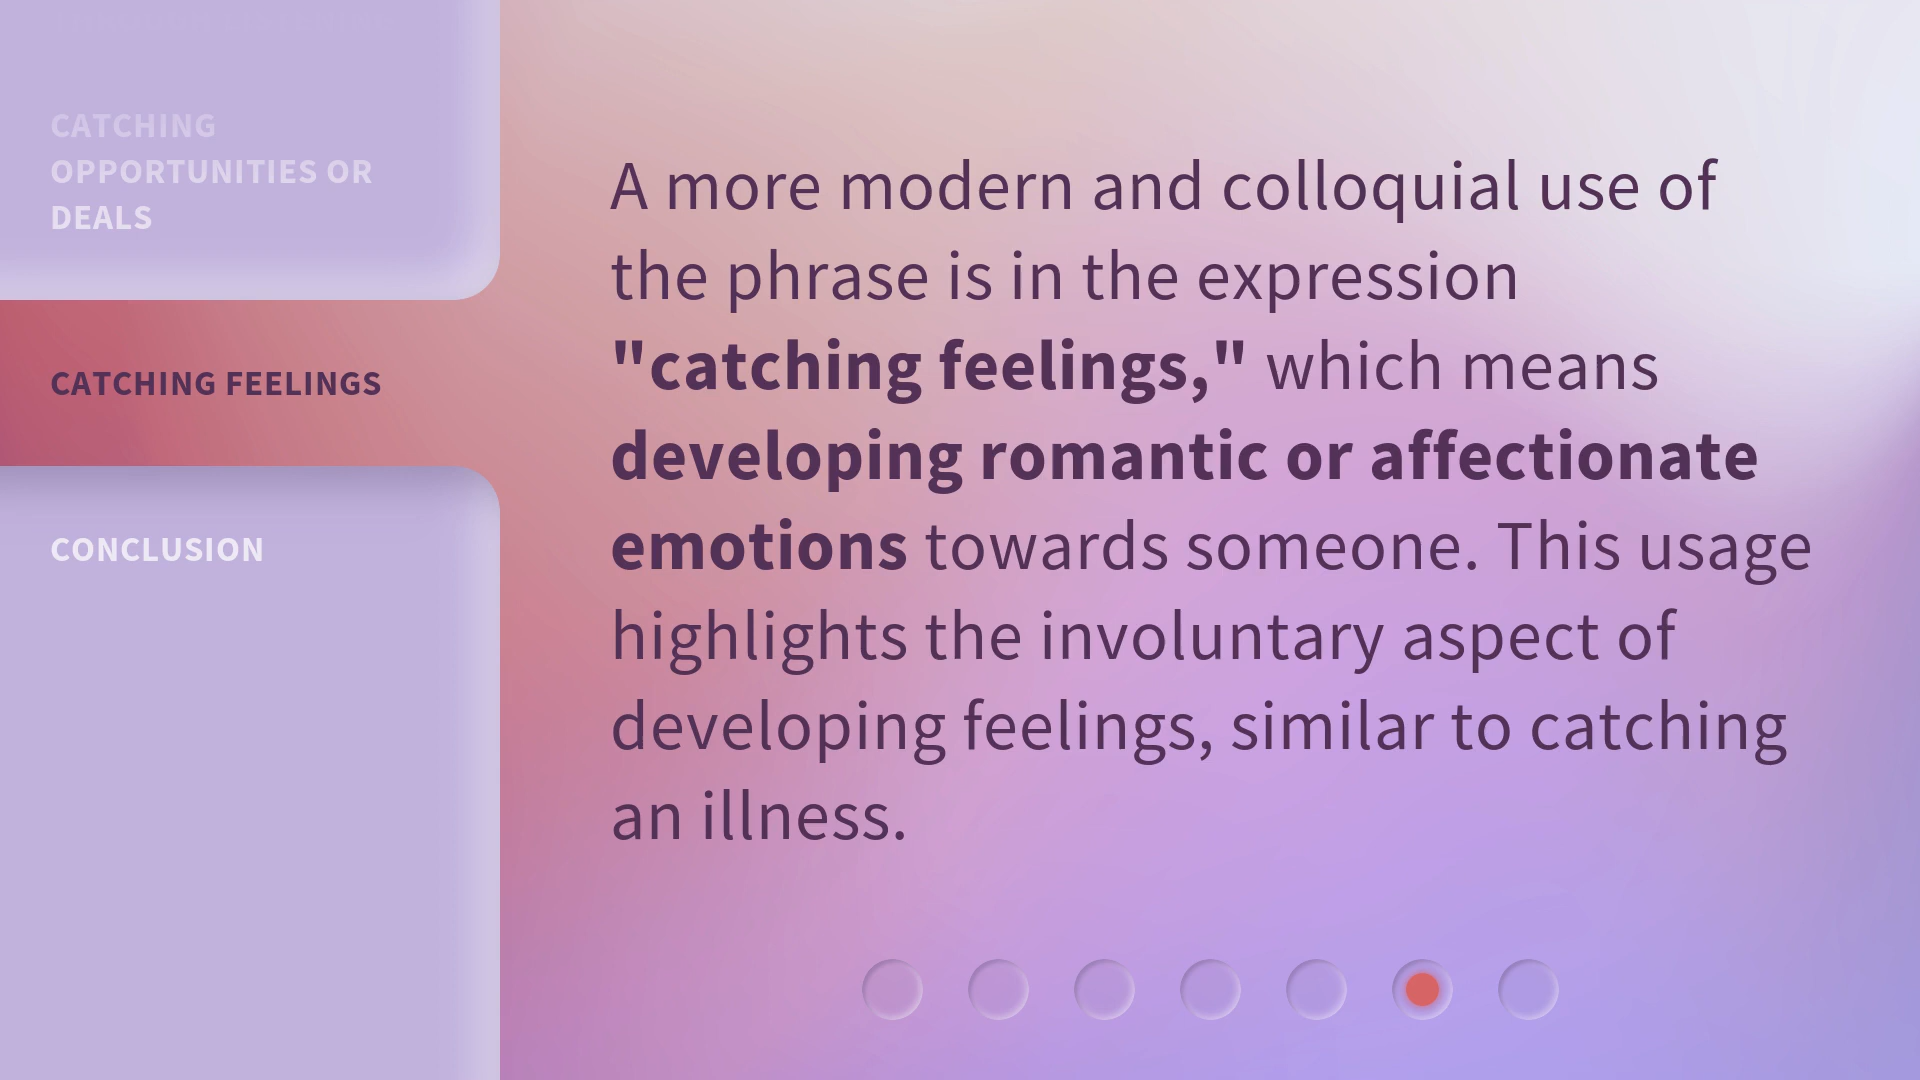 CATCHING
OPPORTUNITIES OR
DEALS
CATCHING FEELINGS
CONCLUSION
A more modern and colloquial use of
the phrase is in the expression
"catching feelings," which means
developing romantic or affectionate
emotions towards someone. This usage
highlights the involuntary aspect of
developing feelings, similar to catching
an illness.